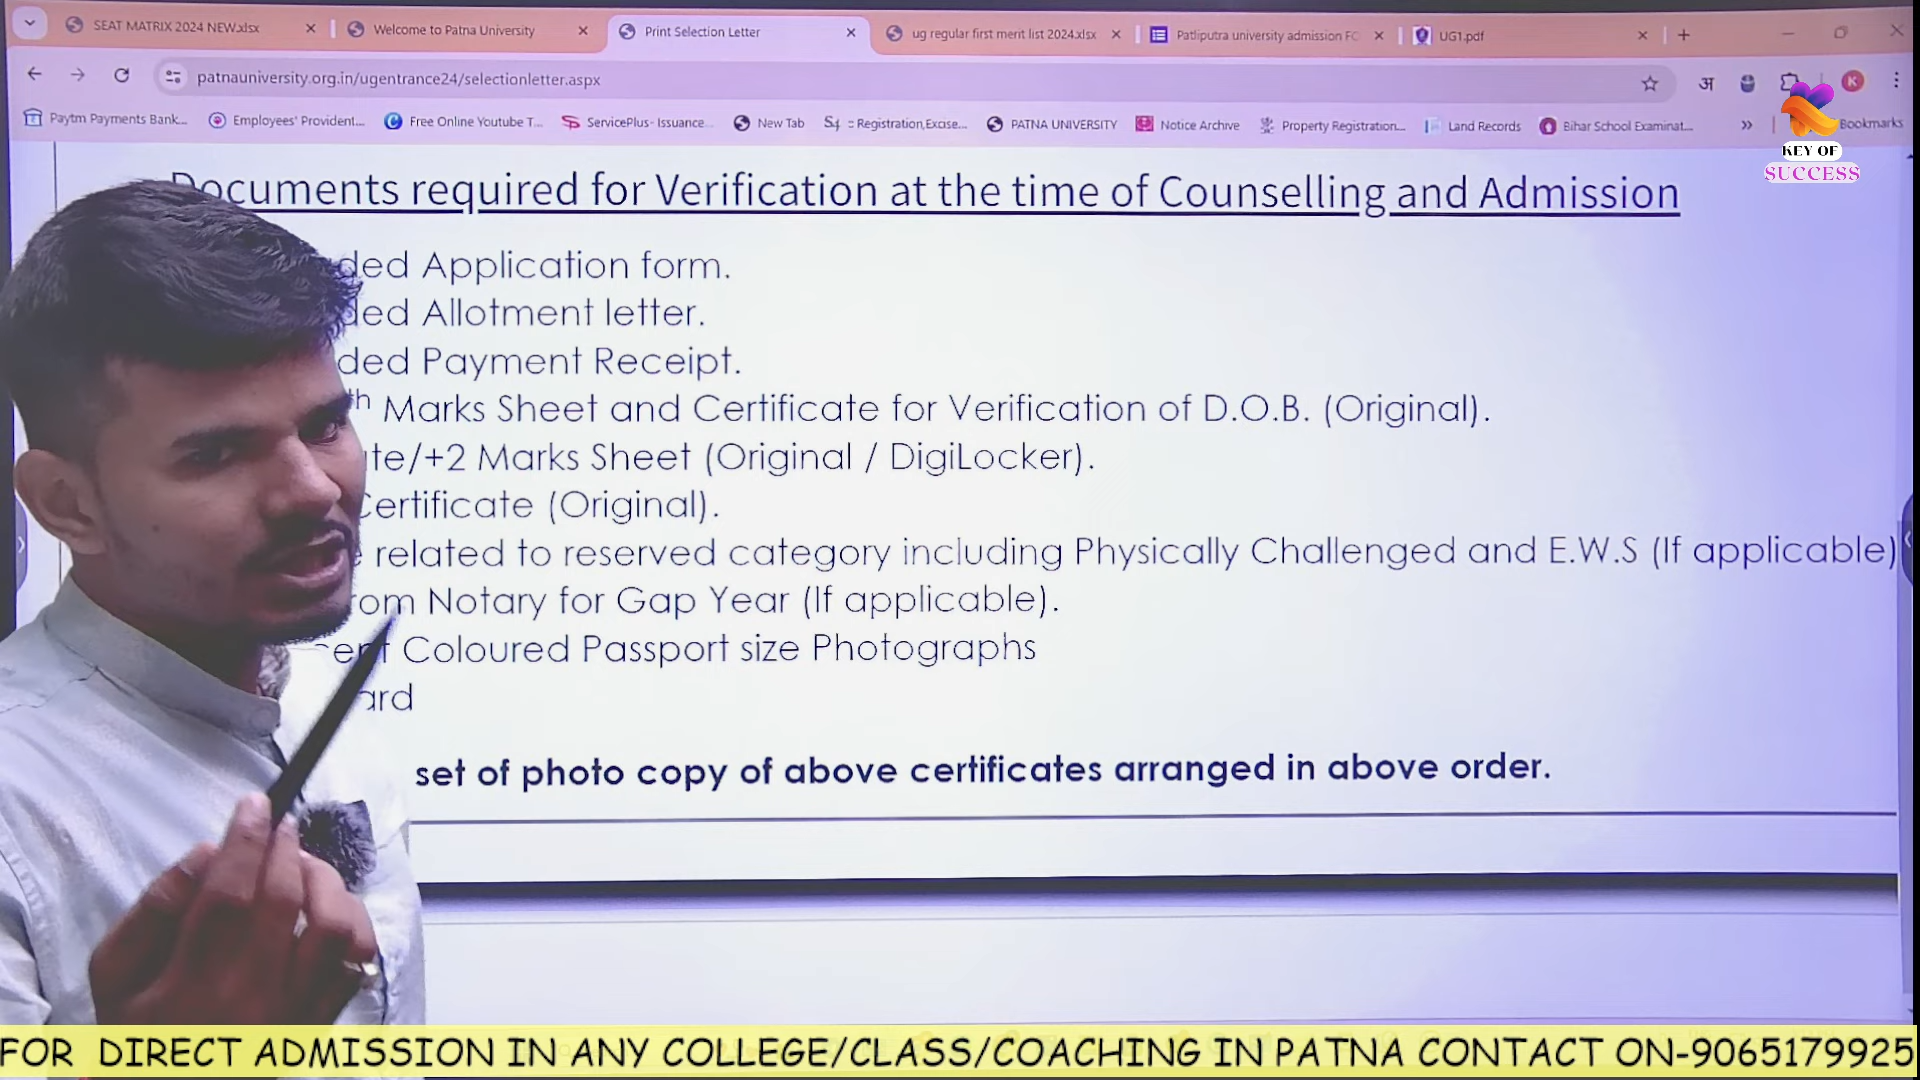 SEAT MATRIX 2024 NEW.xlsx
Welcome to Patna University
Print Selection Letter
ug regular first merit list 2024.xlsx
Patliputra university admission FO
UG1.pdf
patnauniversity.org.in/ugentrance24/selectionletter.aspx
अ
K
Paytm Payments Bank...
Employees' Provident...
Free Online Youtube T...
ServicePlus- Issuance...
New Tab
:: Registration,Excise...
PATNA UNIVERSITY
Notice Archive
Property Registration...
Land Records
Bihar School Examinat...
Bookmarks
KEY OF
SUCCESS
Documents required for Verification at the time of Counselling and Admission
ded Application form.
ded Allotment letter.
ded Payment Receipt.
th Marks Sheet and Certificate for Verification of D.O.B. (Original).
te/+2 Marks Sheet (Original / DigiLocker).
Certificate (Original).
related to reserved category including Physically Challenged and E.W.S (If applicable)
om Notary for Gap Year (If applicable).
Coloured Passport size Photographs
ard
set of photo copy of above certificates arranged in above order.
FOR DIRECT ADMISSION IN ANY COLLEGE/CLASS/COACHING IN PATNA CONTACT ON-9065179925